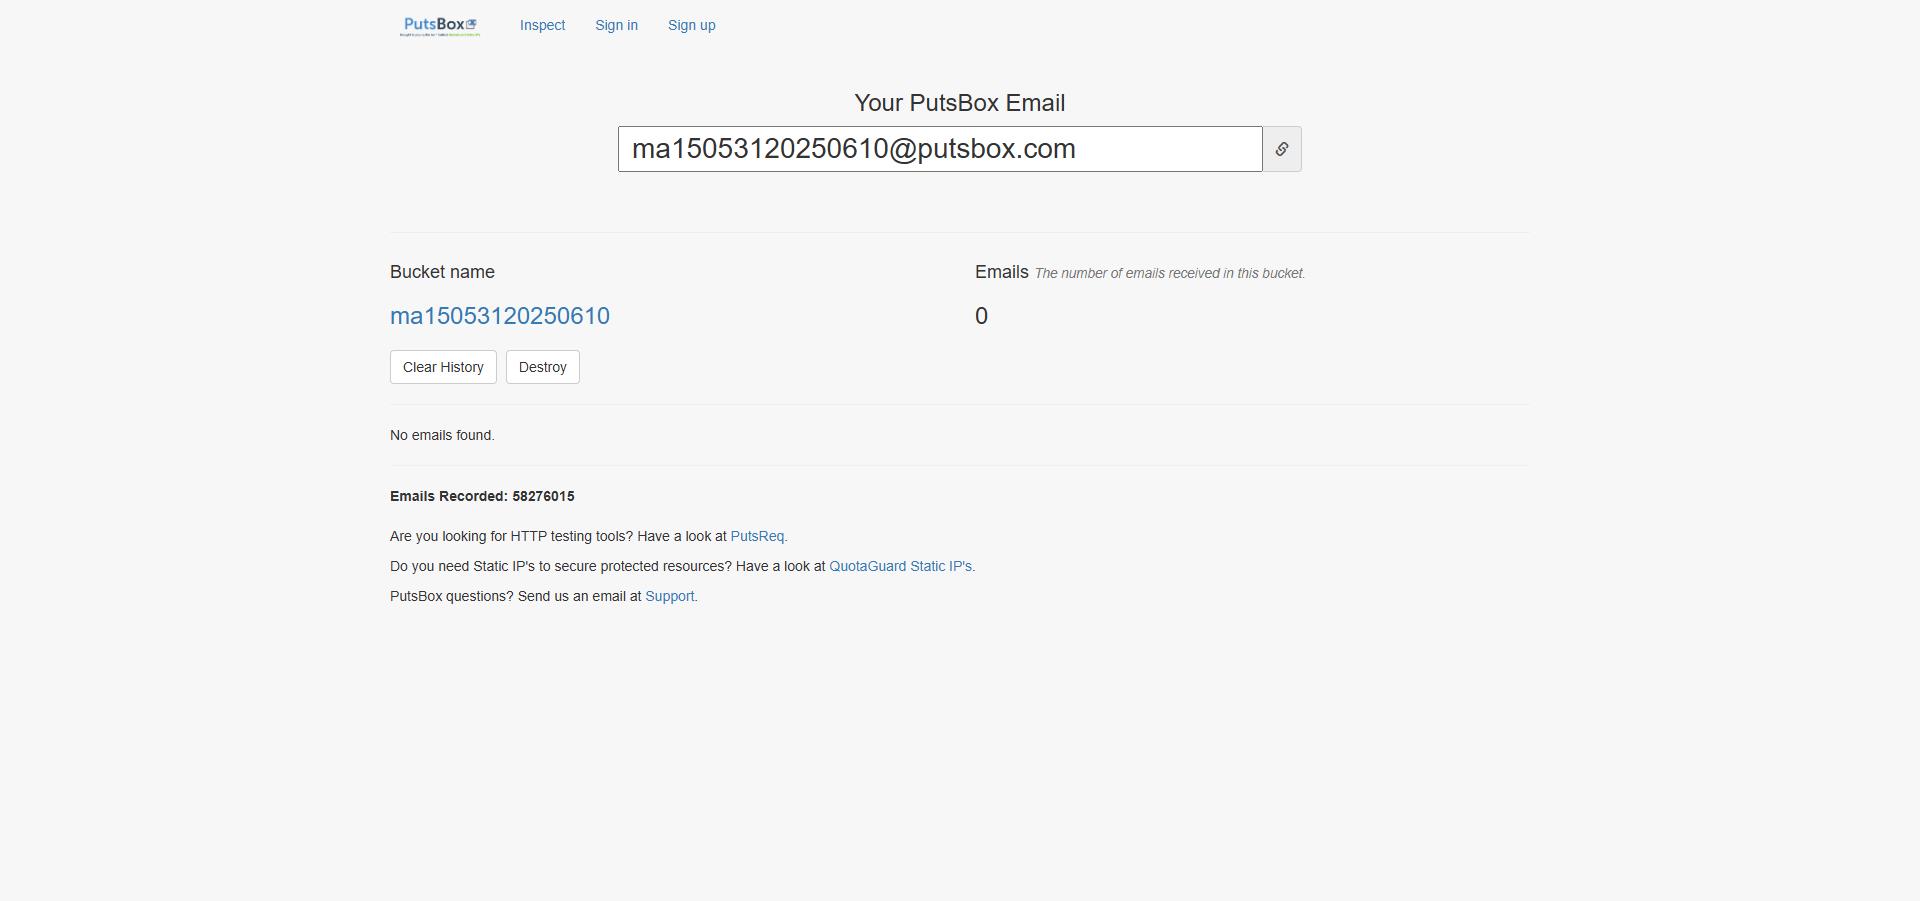 PutsBox
Inspect
Sign in
Sign up
Your PutsBox Email
ma15053120250610@putsbox.com
Bucket name
Emails The number of emails received in this bucket.
ma15053120250610
0
Clear History
Destroy
No emails found.
Emails Recorded: 58276015
Are you looking for HTTP testing tools? Have a look at PutsReq.
Do you need Static IP's to secure protected resources? Have a look at QuotaGuard Static IP's.
PutsBox questions? Send us an email at Support.